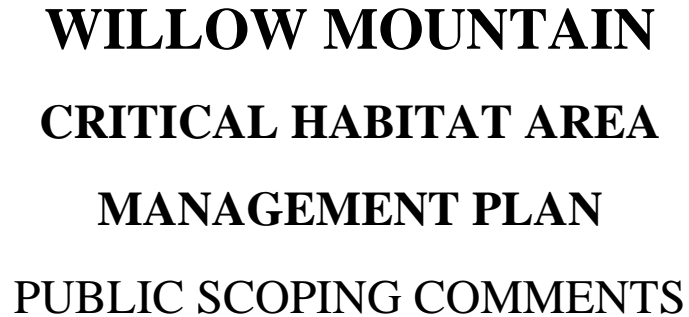 WILLOW MOUNTAIN
CRITICAL HABITAT AREA
MANAGEMENT PLAN
PUBLIC SCOPING COMMENTS